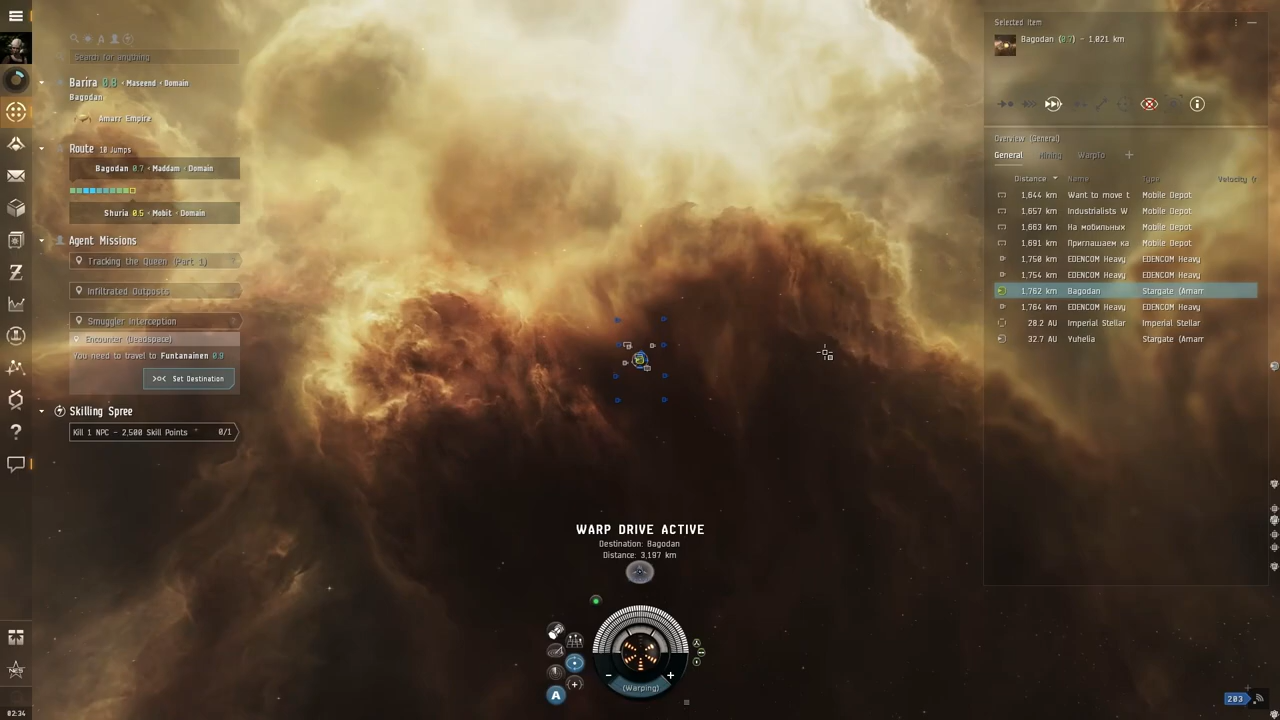 Search for anything
Barira 0.8 ‹ Maseend ‹ Domain
Bagodan
Amarr Empire
Route 10 Jumps
Bagodan 0.7 ‹ Maddam ‹ Domain
Shuria 0.5 ‹ Mobit ‹ Domain
Agent Missions
Tracking the Queen (Part 1)
Infiltrated Outposts
Smuggler Interception
Encounter (Deadspace)
You need to travel to Funtanainen 0.9
Set Destination
Skilling Spree
Kill 1 NPC - 2,500 Skill Points 0/1
02:34
WARP DRIVE ACTIVE
Destination: Bagodan
Distance: 3,197 km
(Warping)
A
Selected Item
Bagodan (0.7) - 1,021 km
Overview (General)
General Mining WarpTo +
Distance Name Type Velocity (
1,644 km Want to move t Mobile Depot
1,657 km Industrialists W Mobile Depot
1,663 km На мобильных Mobile Depot
1,691 km Приглашаем ка Mobile Depot
1,750 km EDENCOM Heavy EDENCOM Heavy
1,754 km EDENCOM Heavy EDENCOM Heavy
1,762 km Bagodan Stargate (Amarr
1,764 km EDENCOM Heavy EDENCOM Heavy
28.2 AU Imperial Stellar Imperial Stellar
32.7 AU Yuhelia Stargate (Amarr
203